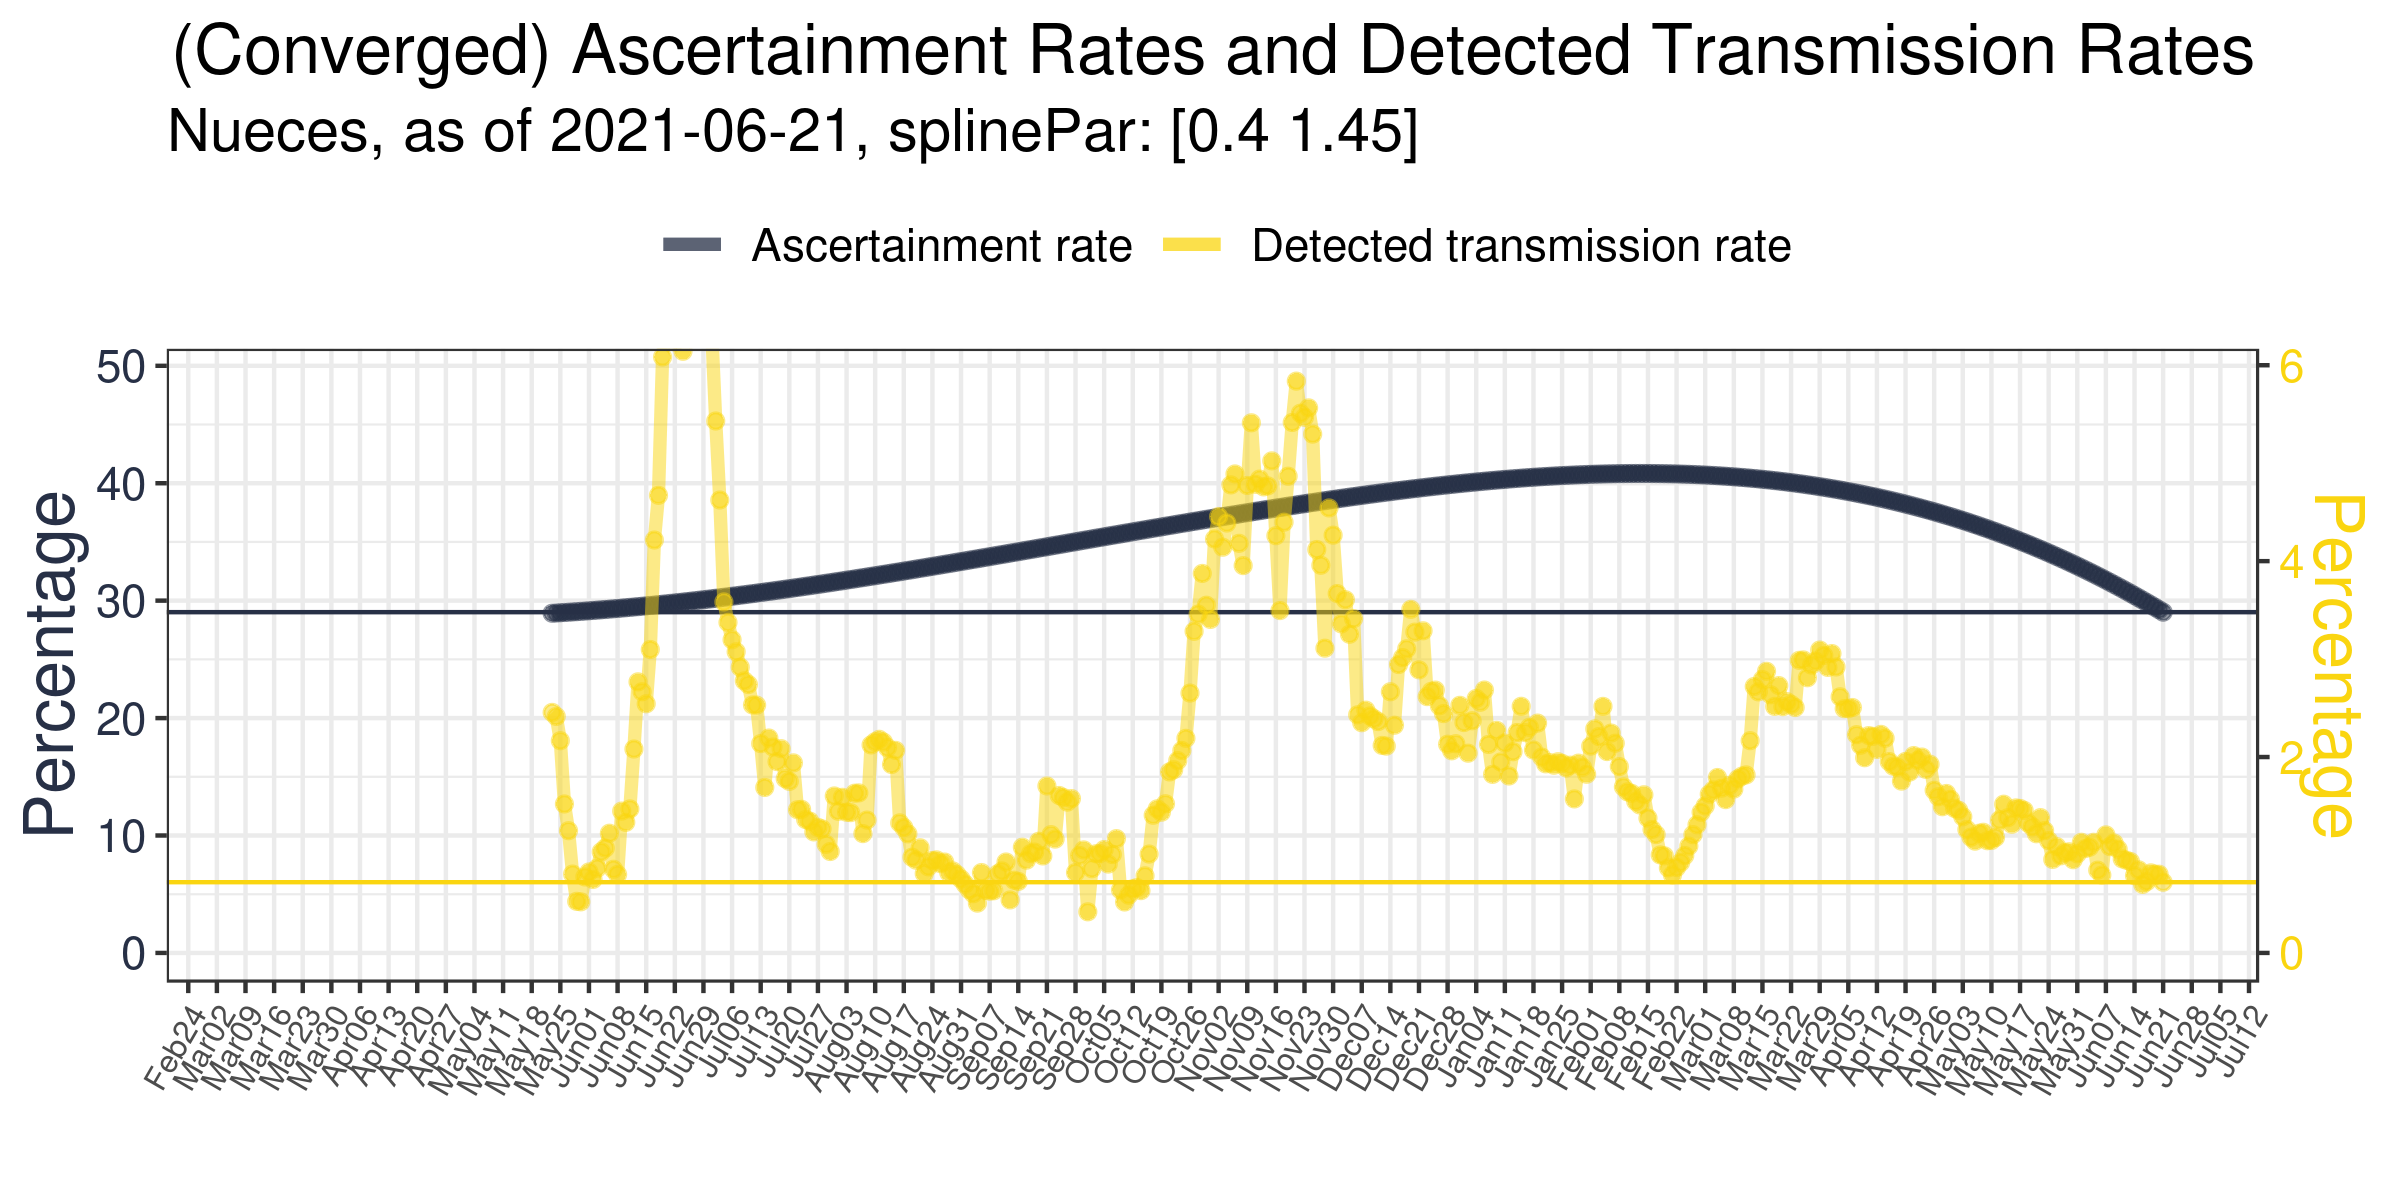 (Converged) Ascertainment Rates and Detected Transmission Rates
Nueces, as of 2021-06-21, splinePar: [0.4 1.45]
Ascertainment rate
Detected transmission rate
50
40
30
20
10
0
Percentage
6
4
2
0
Percentage
Feb24
Mar02
Mar09
Mar16
Mar23
Mar30
Apr06
Apr13
Apr20
Apr27
May04
May11
May18
May25
Jun01
Jun08
Jun15
Jun22
Jun29
Jul06
Jul13
Jul20
Jul27
Aug03
Aug10
Aug17
Aug24
Aug31
Sep07
Sep14
Sep21
Sep28
Oct05
Oct12
Oct19
Oct26
Nov02
Nov09
Nov16
Nov23
Nov30
Dec07
Dec14
Dec21
Dec28
Jan04
Jan11
Jan18
Jan25
Feb01
Feb08
Feb15
Feb22
Mar01
Mar08
Mar15
Mar22
Mar29
Apr05
Apr12
Apr19
Apr26
May03
May10
May17
May24
May31
Jun07
Jun14
Jun21
Jun28
Jul05
Jul12